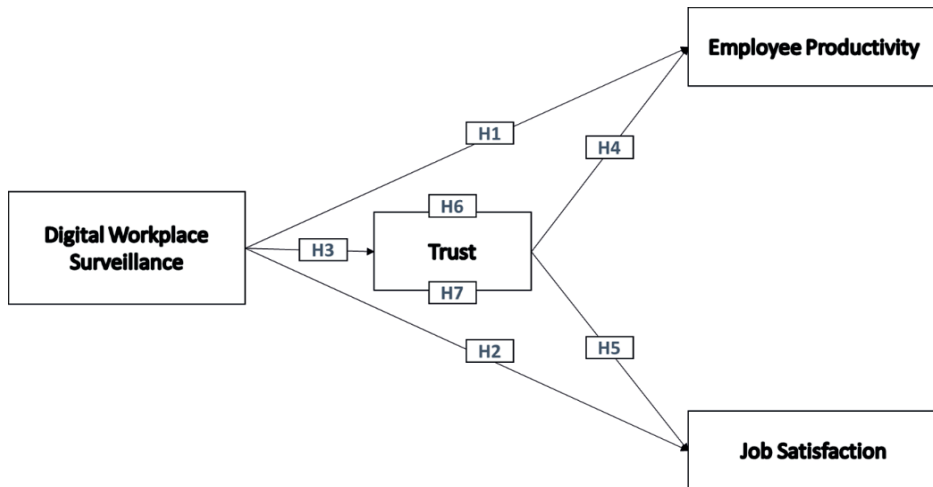 Employee Productivity
H1
H4
H6
Digital Workplace
Surveillance
H3
Trust
H7
H2
H5
Job Satisfaction